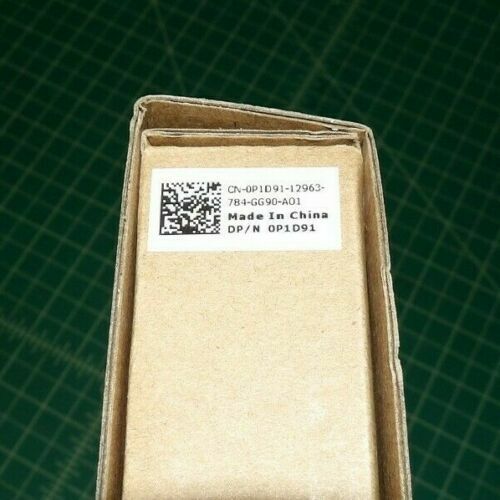 CN-0P1D91-12963-
784-GG90-A01
Made In China
DP/N 0P1D91